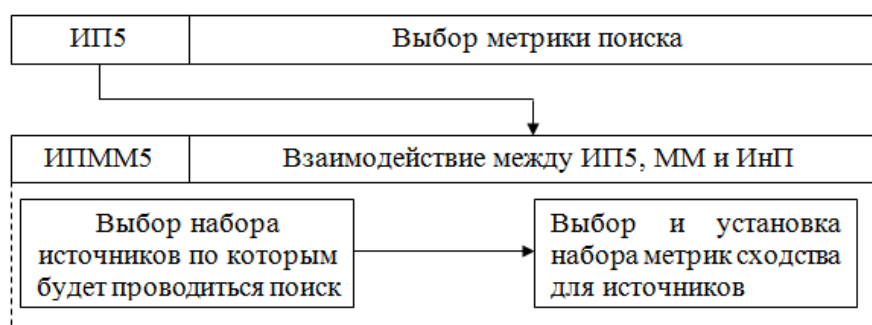 ИП5 Выбор метрики поиска
ИПММ5 Взаимодействие между ИП5, ММ и ИнП
Выбор набора
источников по которым
будет проводиться поиск
Выбор и установка
набора метрик сходства
для источников